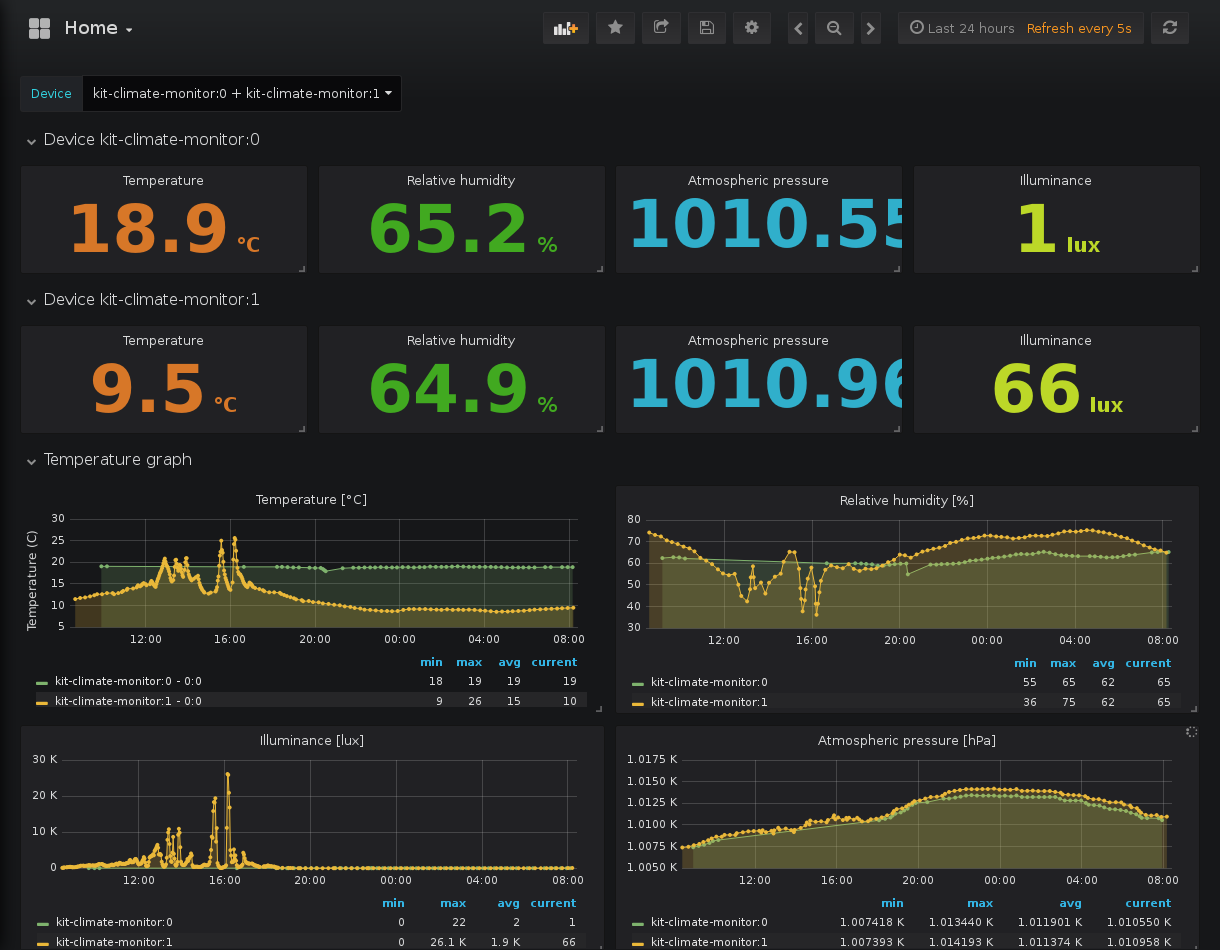 Home
Last 24 hours Refresh every 5s
Device kit-climate-monitor:0 + kit-climate-monitor:1
Device kit-climate-monitor:0
Temperature Relative humidity Atmospheric pressure Illuminance
18.9 °C 65.2 % 1010.55 1 lux
Device kit-climate-monitor:1
Temperature Relative humidity Atmospheric pressure Illuminance
9.5 °C 64.9 % 1010.96 66 lux
Temperature graph
Temperature [°C]
Temperature (C)
30
25
20
15
10
5
12:00 16:00 20:00 00:00 04:00 08:00
min max avg current
kit-climate-monitor:0 - 0:0 18 19 19 19
kit-climate-monitor:1 - 0:0 9 26 15 10
Relative humidity [%]
80
70
60
50
40
30
12:00 16:00 20:00 00:00 04:00 08:00
min max avg current
kit-climate-monitor:0 55 65 62 65
kit-climate-monitor:1 36 75 62 65
Illuminance [lux]
30 K
20 K
10 K
0
12:00 16:00 20:00 00:00 04:00 08:00
min max avg current
kit-climate-monitor:0 0 22 2 1
kit-climate-monitor:1 0 26.1 K 1.9 K 66
Atmospheric pressure [hPa]
1.0175 K
1.0150 K
1.0125 K
1.0100 K
1.0075 K
1.0050 K
12:00 16:00 20:00 00:00 04:00 08:00
min max avg current
kit-climate-monitor:0 1.007418 K 1.013440 K 1.011901 K 1.010550 K
kit-climate-monitor:1 1.007393 K 1.014193 K 1.011374 K 1.010958 K